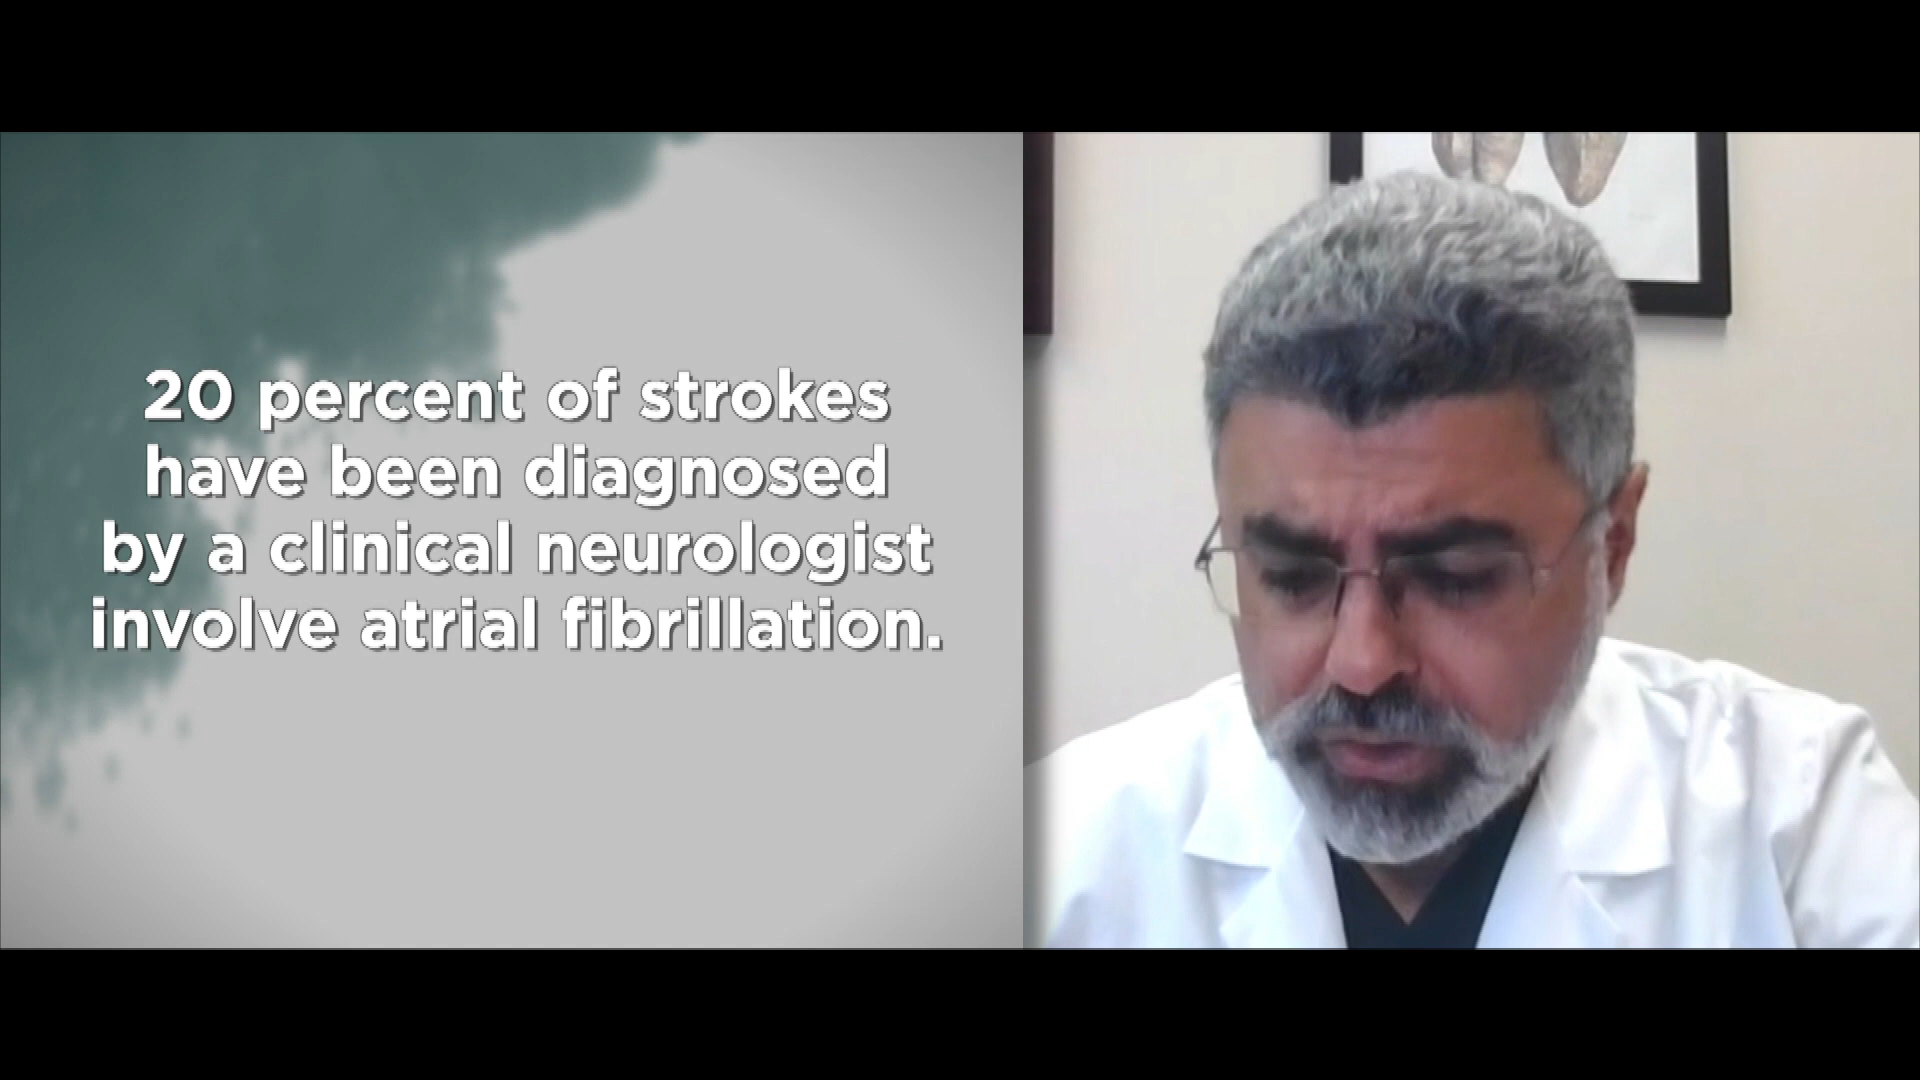 20 percent of strokes
have been diagnosed
by a clinical neurologist
involve atrial fibrillation.